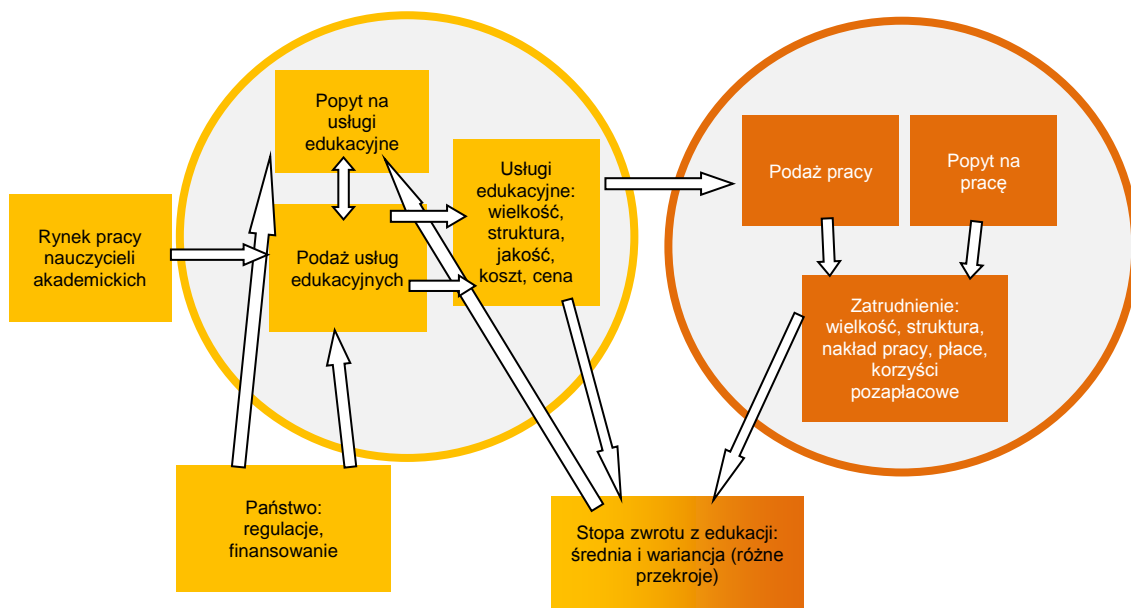 Popyt na
usługi
edukacyjne
Usługi
edukacyjne:
wielkość,
struktura,
jakość,
koszt, cena
Podaż pracy
Popyt na
pracę
Rynek pracy
nauczycieli
akademickich
Podaż usług
edukacyjnych
Zatrudnienie:
wielkość, struktura,
nakład pracy, płace,
korzyści
pozapłacowe
Państwo:
regulacje,
finansowanie
Stopa zwrotu z edukacji:
średnia i wariancja (różne
przekroje)